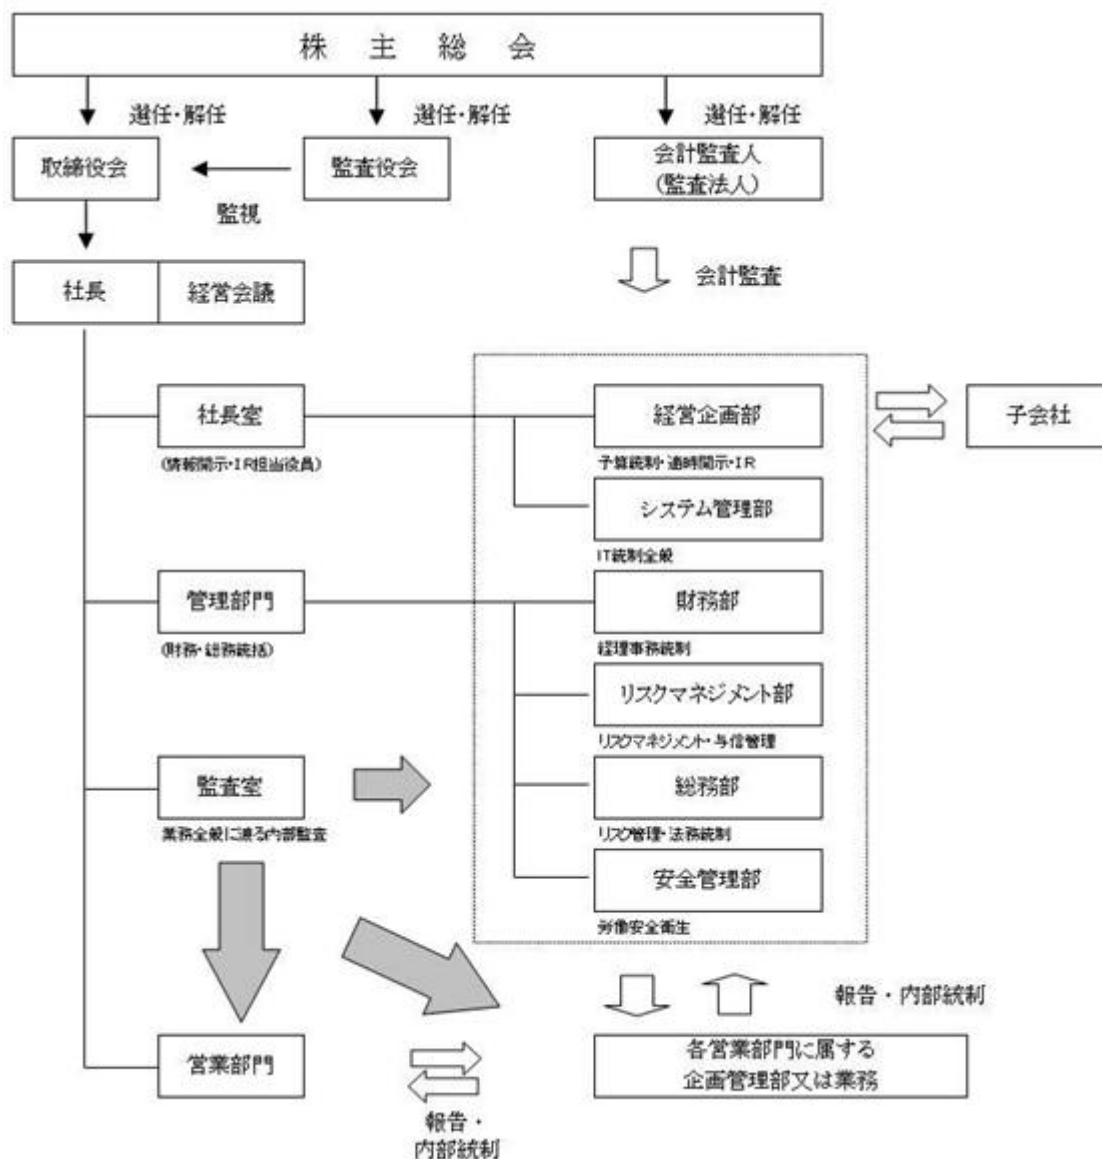 株主総会
選任・解任
選任・解任
選任・解任
取締役会
監査役会
会計監査人
(監査法人)
監視
社長
経営会議
会計監査
社長室
経営企画部
子会社
(情報開示・IR担当役員)
予算統制・適時開示・IR
システム管理部
IT統制全般
管理部門
財務部
(財務・総務統括)
経理事務統制
リスクマネジメント部
リスクマネジメント・与信管理
監査室
総務部
業務全般に渡る内部監査
リスク管理・法務統制
安全管理部
労働安全衛生
報告・内部統制
営業部門
各営業部門に属する
企画管理部又は業務
報告・
内部統制